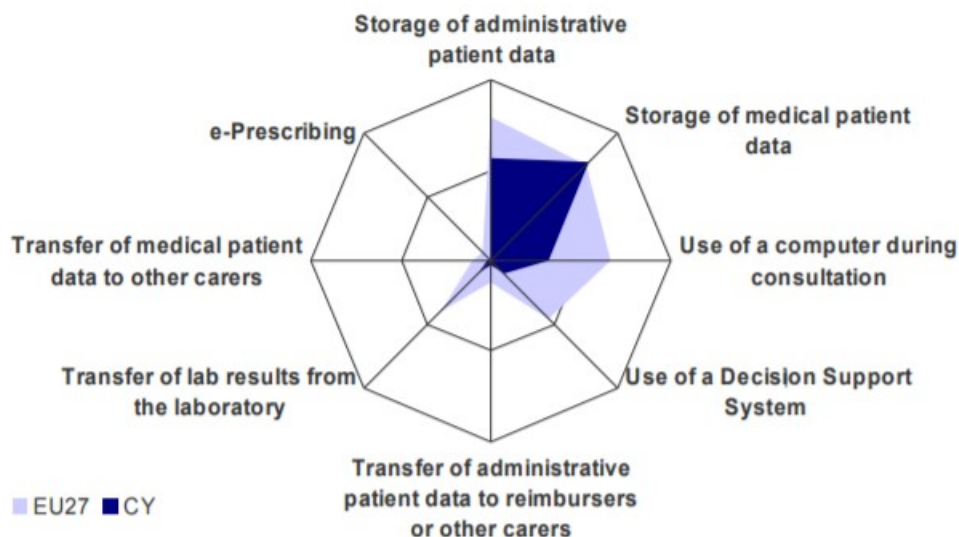 Storage of administrative
patient data
Storage of medical patient
data
e-Prescribing
Transfer of medical patient
data to other carers
Use of a computer during
consultation
Transfer of lab results from
the laboratory
Use of a Decision Support
System
Transfer of administrative
patient data to reimbursers
or other carers
EU27 CY